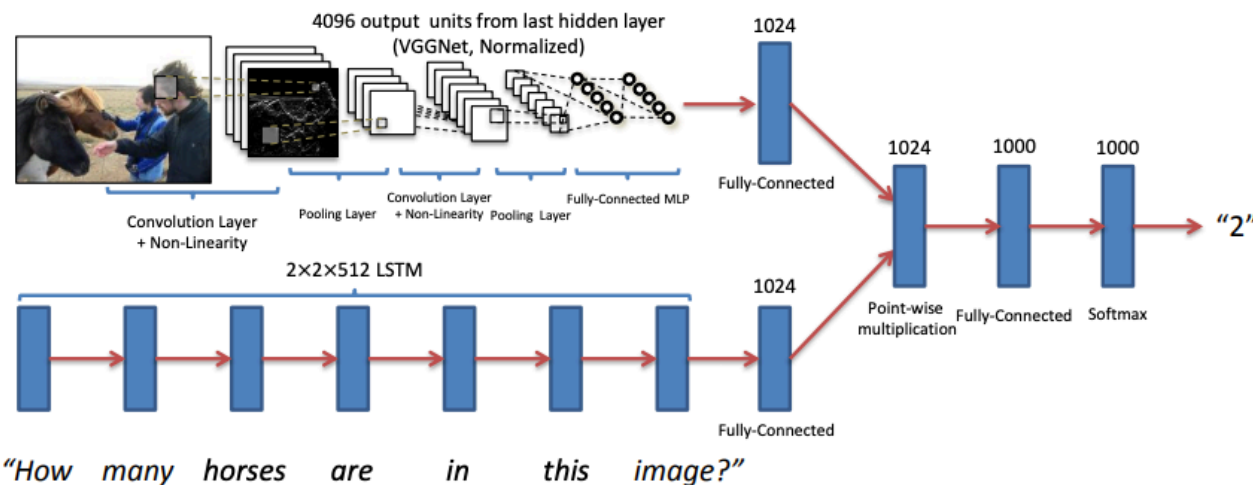 4096 output units from last hidden layer
(VGGNet, Normalized)
1024
Fully-Connected
Convolution Layer
+ Non-Linearity
Pooling Layer
Convolution Layer
+ Non-Linearity
Pooling Layer
Fully-Connected MLP
2×2×512 LSTM
1024
Fully-Connected
1024
Point-wise
multiplication
1000
Fully-Connected
1000
Softmax
“2”
“How many horses are in this image?”